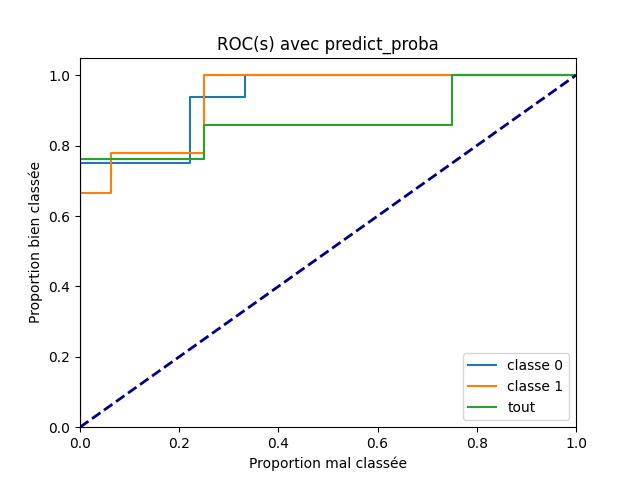 ROC(s) avec predict_proba
Proportion bien classée
1.0
0.8
0.6
0.4
0.2
0.0
classe 0
classe 1
tout
0.0 0.2 0.4 0.6 0.8 1.0
Proportion mal classée